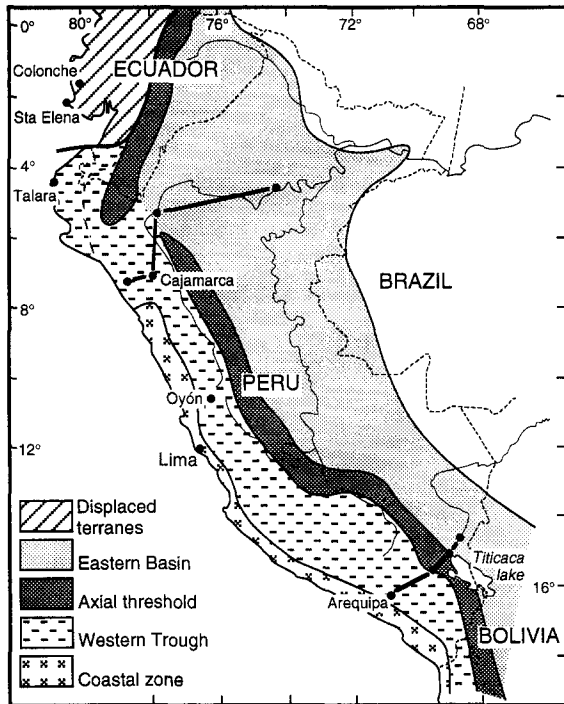 80° 76° 72° 68°
Colonche
ECUADOR
Sta Elena
4°
Talara
Cajamarca
BRAZIL
8°
PERU
Oyón
12°
Lima
Displaced
terranes
Eastern Basin
Titicaca
lake
Axial threshold
16°
Arequipa
Western Trough
BOLIVIA
Coastal zone